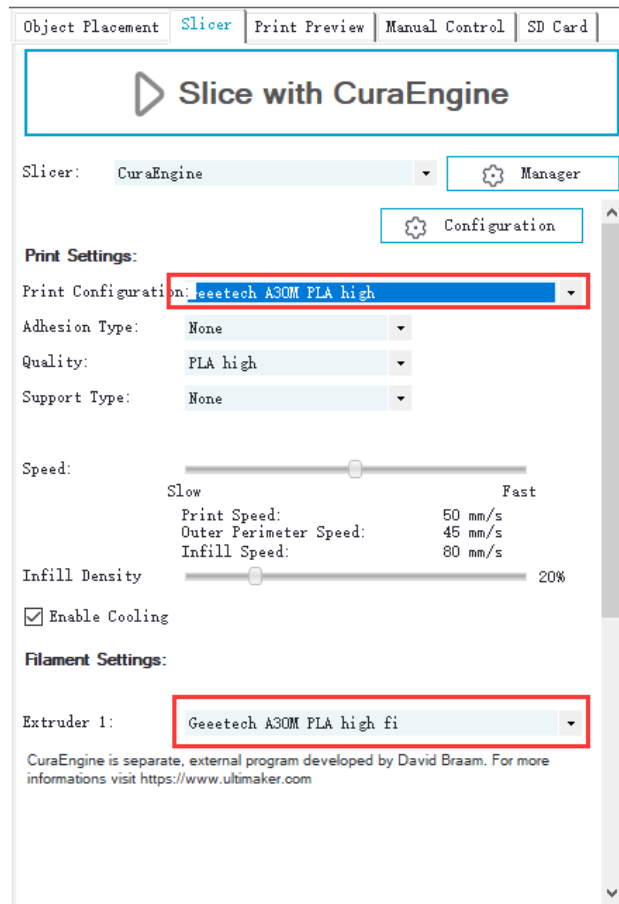 Object Placement Slicer Print Preview Manual Control SD Card
Slice with CuraEngine
Slicer: CuraEngine Manager
Configuration
Print Settings:
Print Configuration: Geeetech A30M PLA high
Adhesion Type: None
Quality: PLA high
Support Type: None
Speed:
Slow Fast
Print Speed: 50 mm/s
Outer Perimeter Speed: 45 mm/s
Infill Speed: 80 mm/s
Infill Density 20%
Enable Cooling
Filament Settings:
Extruder 1: Geeetech A30M PLA high fi
CuraEngine is separate, external program developed by David Braam. For more
informations visit https://www.ultimaker.com